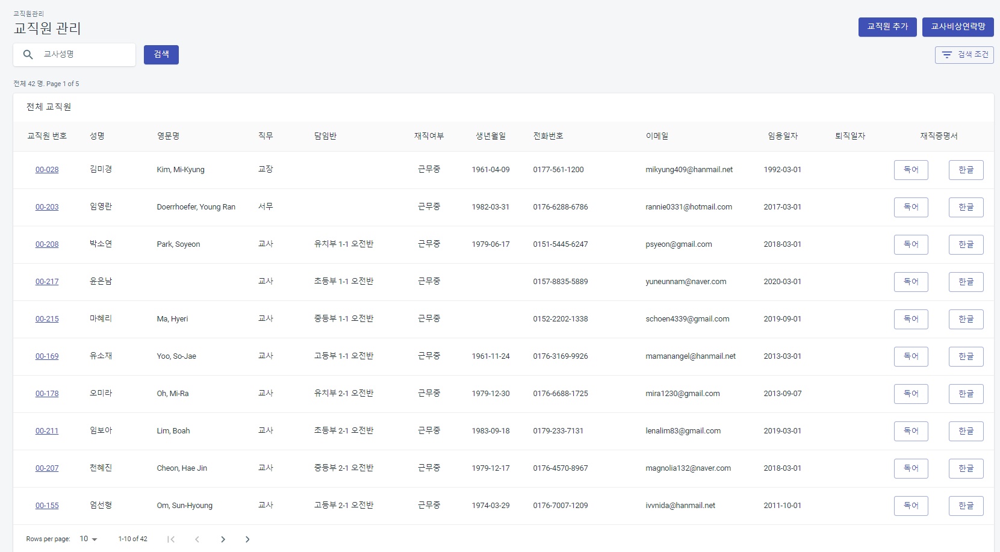 교직원관리
교직원 관리
교직원 추가 교사비상연락망
교사성명 검색 검색 조건
전체 42 명. Page 1 of 5
전체 교직원
교직원 번호 성명 영문명 직무 담임반 재직여부 생년월일 전화번호 이메일 임용일자 퇴직일자 재직증명서
00-028 김미경 Kim, Mi-Kyung 교장 근무중 1961-04-09 0177-561-1200 mikyung409@hanmail.net 1992-03-01 독어 한글
00-203 임영란 Doerrhoefer, Young Ran 서무 근무중 1982-03-31 0176-6288-6786 rannie0331@hotmail.com 2017-03-01 독어 한글
00-208 박소연 Park, Soyeon 교사 유치부 1-1 오전반 근무중 1979-06-17 0151-5445-6247 psyeon@gmail.com 2018-03-01 독어 한글
00-217 윤은남 교사 초등부 1-1 오전반 근무중 0157-8835-5889 yuneunnam@naver.com 2020-03-01 독어 한글
00-215 마혜리 Ma, Hyeri 교사 중등부 1-1 오전반 근무중 0152-2202-1338 schoen4339@gmail.com 2019-09-01 독어 한글
00-169 유소재 Yoo, So-Jae 교사 고등부 1-1 오전반 근무중 1961-11-24 0176-3169-9926 mamanangel@hanmail.net 2013-03-01 독어 한글
00-178 오미라 Oh, Mi-Ra 교사 유치부 2-1 오전반 근무중 1979-12-30 0176-6688-1725 mira1230@gmail.com 2013-09-07 독어 한글
00-211 임보아 Lim, Boah 교사 초등부 2-1 오전반 근무중 1983-09-18 0179-233-7131 lenalim83@gmail.com 2019-03-01 독어 한글
00-207 천혜진 Cheon, Hae Jin 교사 중등부 2-1 오전반 근무중 1979-12-17 0176-4570-8967 magnolia132@naver.com 2018-03-01 독어 한글
00-155 엄선형 Om, Sun-Hyoung 교사 고등부 2-1 오전반 근무중 1974-03-29 0176-7007-1209 ivvnida@hanmail.net 2011-10-01 독어 한글
Rows per page: 10 1-10 of 42